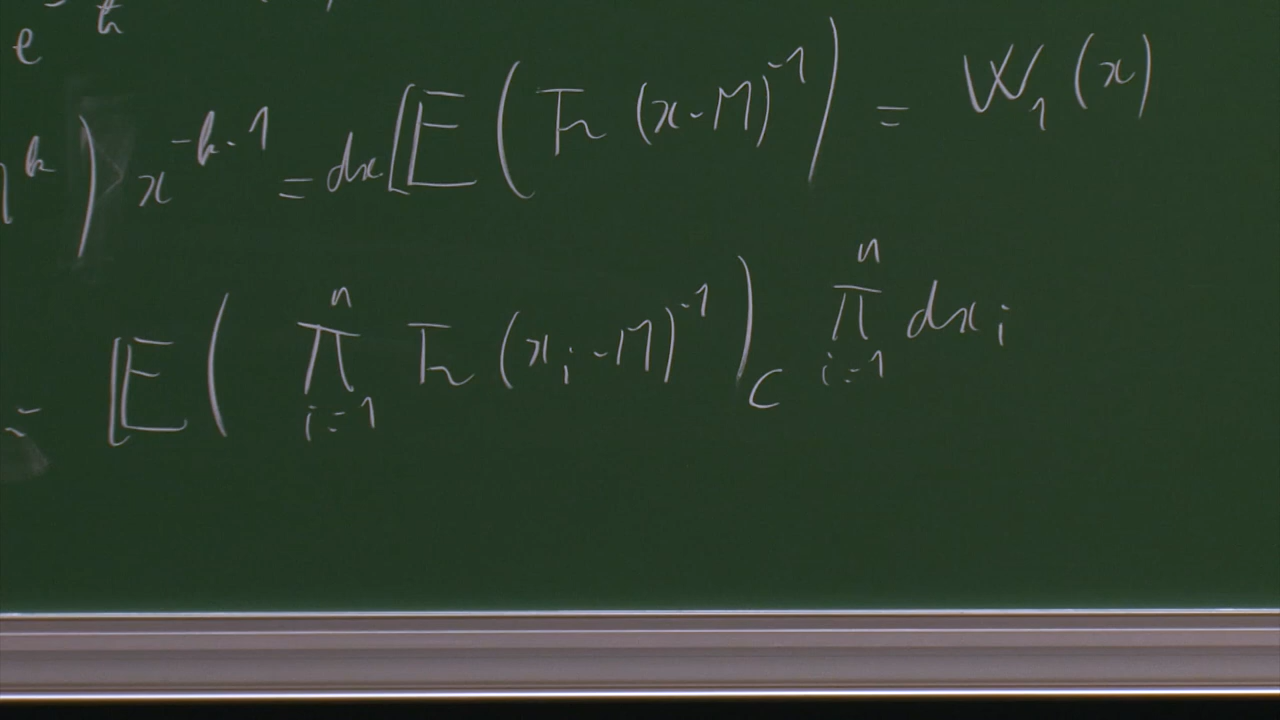 e ħ
M^k) x^{-k-1} = dx 𝔼( Tr (x-M)^{-1} ) = W_1(x)
= 𝔼( ∏_{i=1}^{n} Tr (x_i-M)^{-1} )_C ∏_{i=1}^{n} dx_i